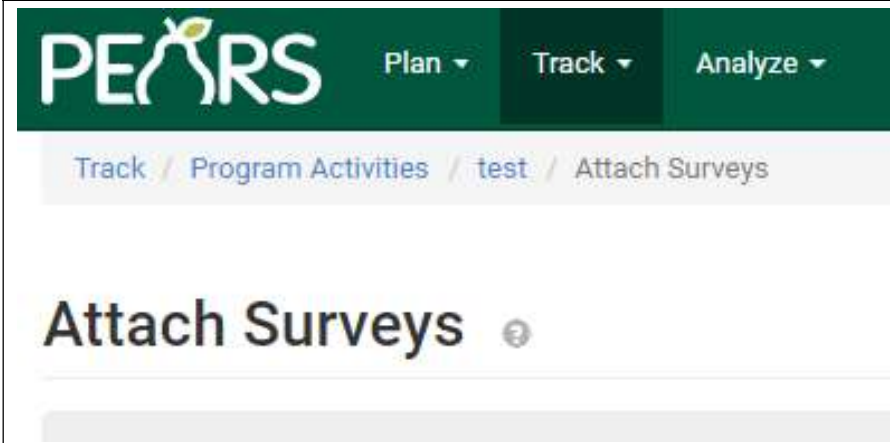 PEARS Plan Track Analyze
Track / Program Activities / test / Attach Surveys
Attach Surveys ?